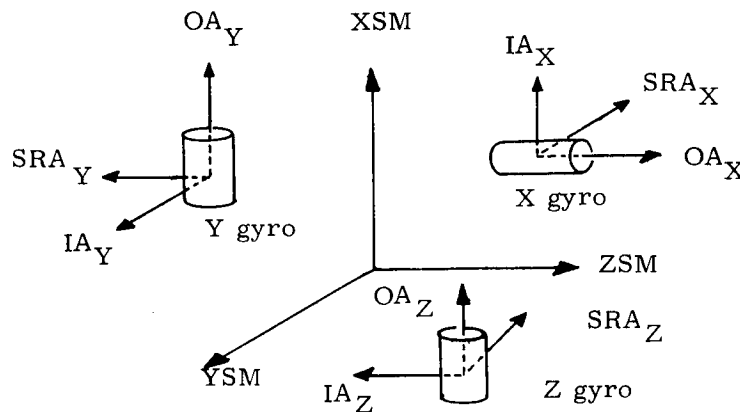 OA_Y
XSM
IA_X
SRA_X
SRA_Y
OA_X
X gyro
IA_Y
Y gyro
ZSM
OA_Z
SRA_Z
YSM
IA_Z
Z gyro